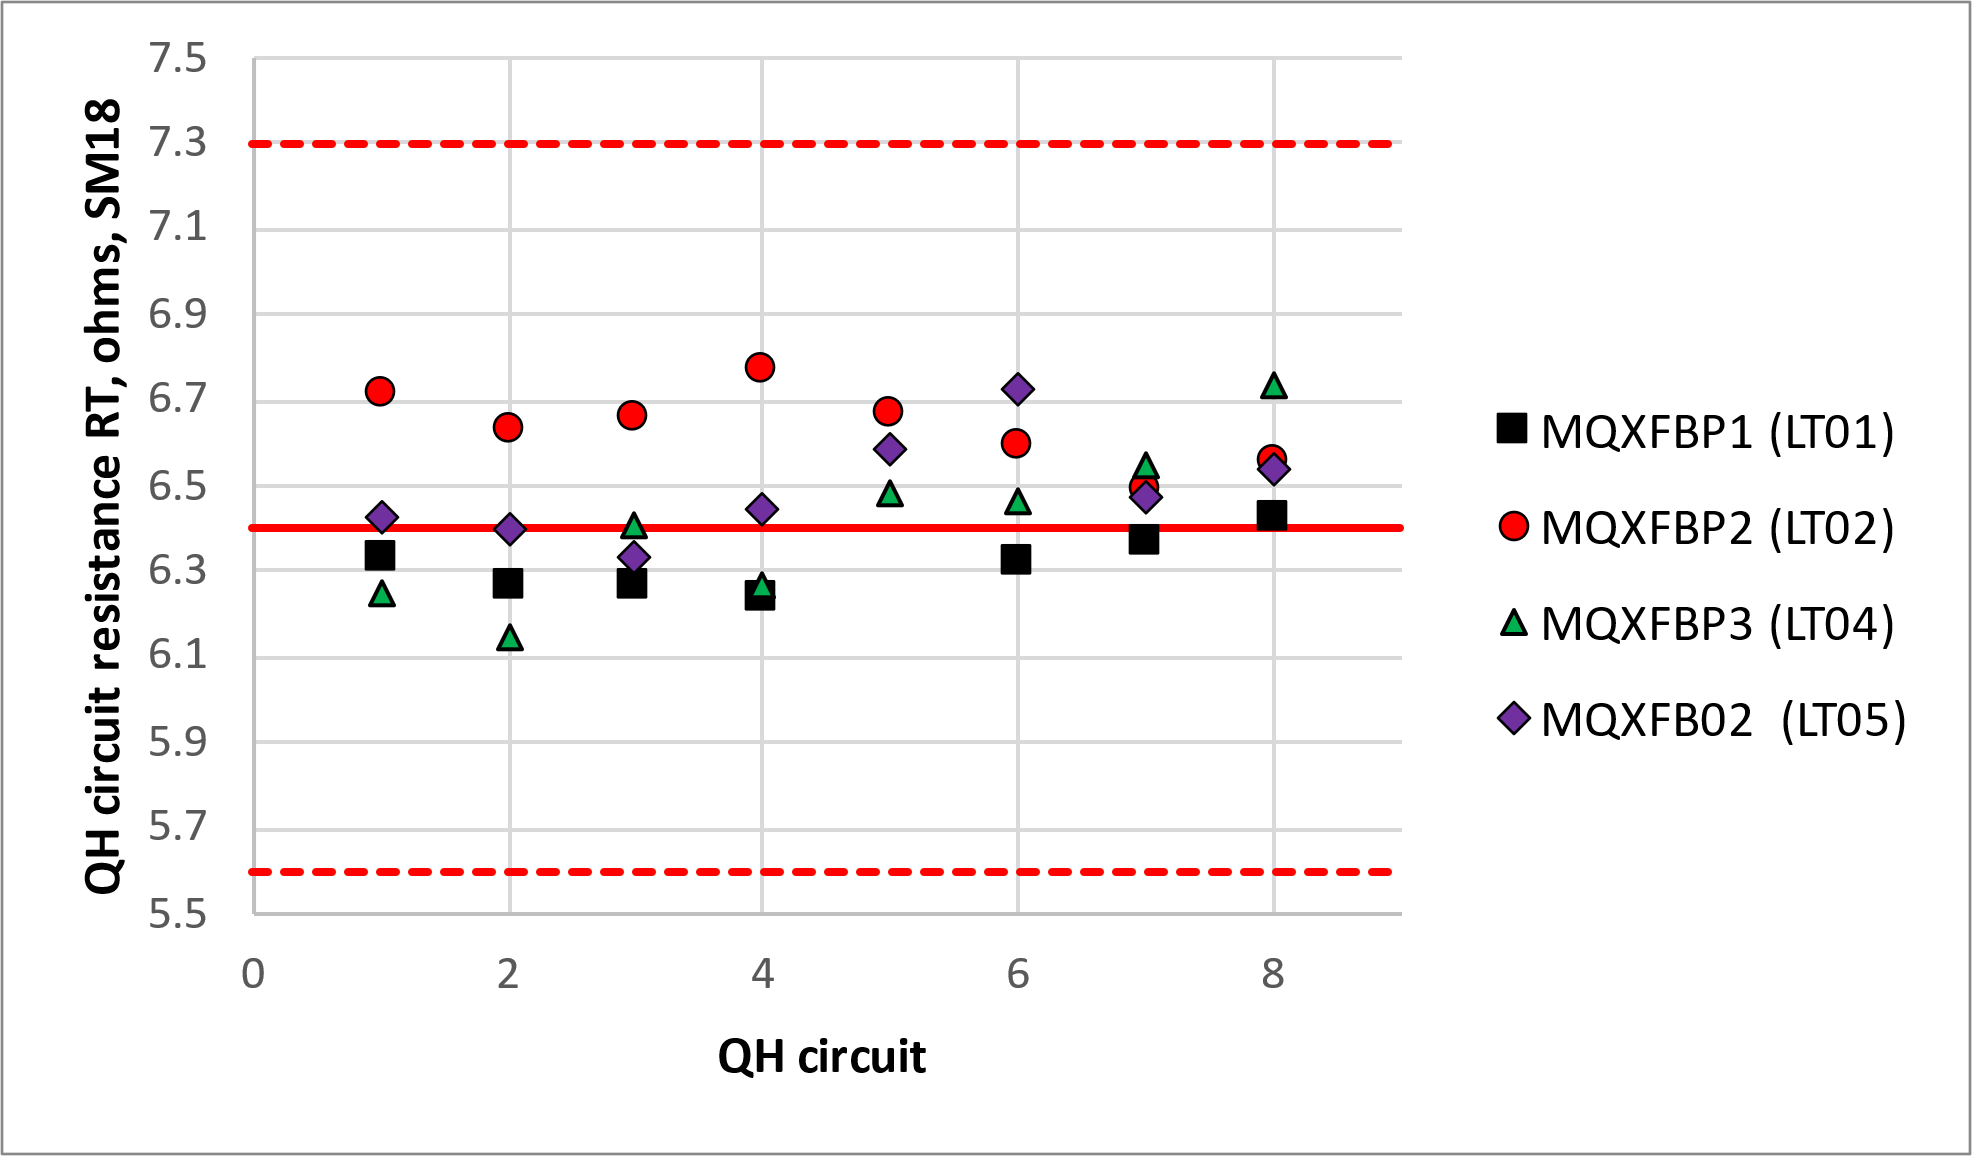 QH circuit resistance RT, ohms, SM18
7.5
7.3
7.1
6.9
6.7
6.5
6.3
6.1
5.9
5.7
5.5
0 2 4 6 8
QH circuit
MQXFBP1 (LT01)
MQXFBP2 (LT02)
MQXFBP3 (LT04)
MQXFB02  (LT05)